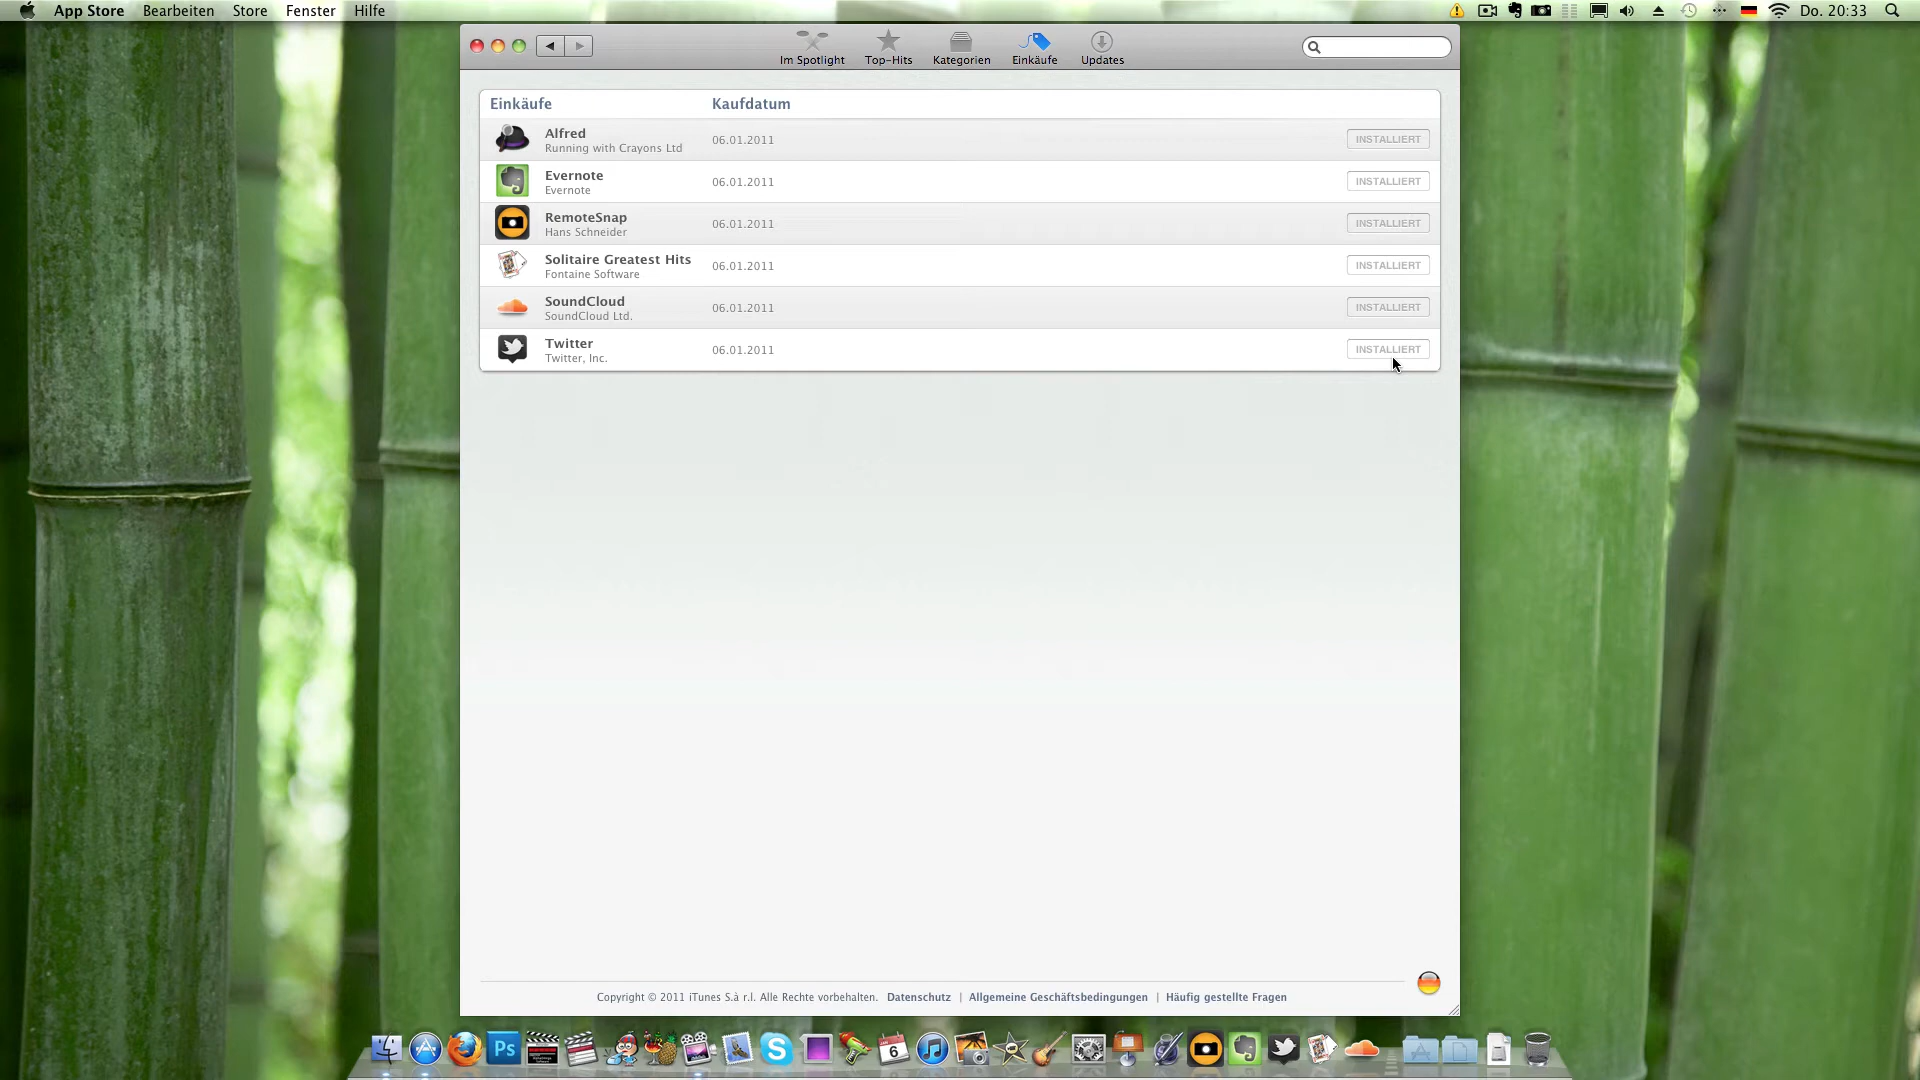 App Store Bearbeiten Store Fenster Hilfe Do. 20:33
Im Spotlight Top-Hits Kategorien Einkäufe Updates
Einkäufe Kaufdatum
Alfred
Running with Crayons Ltd
06.01.2011
INSTALLIERT
Evernote
Evernote
06.01.2011
INSTALLIERT
RemoteSnap
Hans Schneider
06.01.2011
INSTALLIERT
Solitaire Greatest Hits
Fontaine Software
06.01.2011
INSTALLIERT
SoundCloud
SoundCloud Ltd.
06.01.2011
INSTALLIERT
Twitter
Twitter, Inc.
06.01.2011
INSTALLIERT
Copyright © 2011 iTunes S.à r.l. Alle Rechte vorbehalten. Datenschutz | Allgemeine Geschäftsbedingungen | Häufig gestellte Fragen
Ps
6